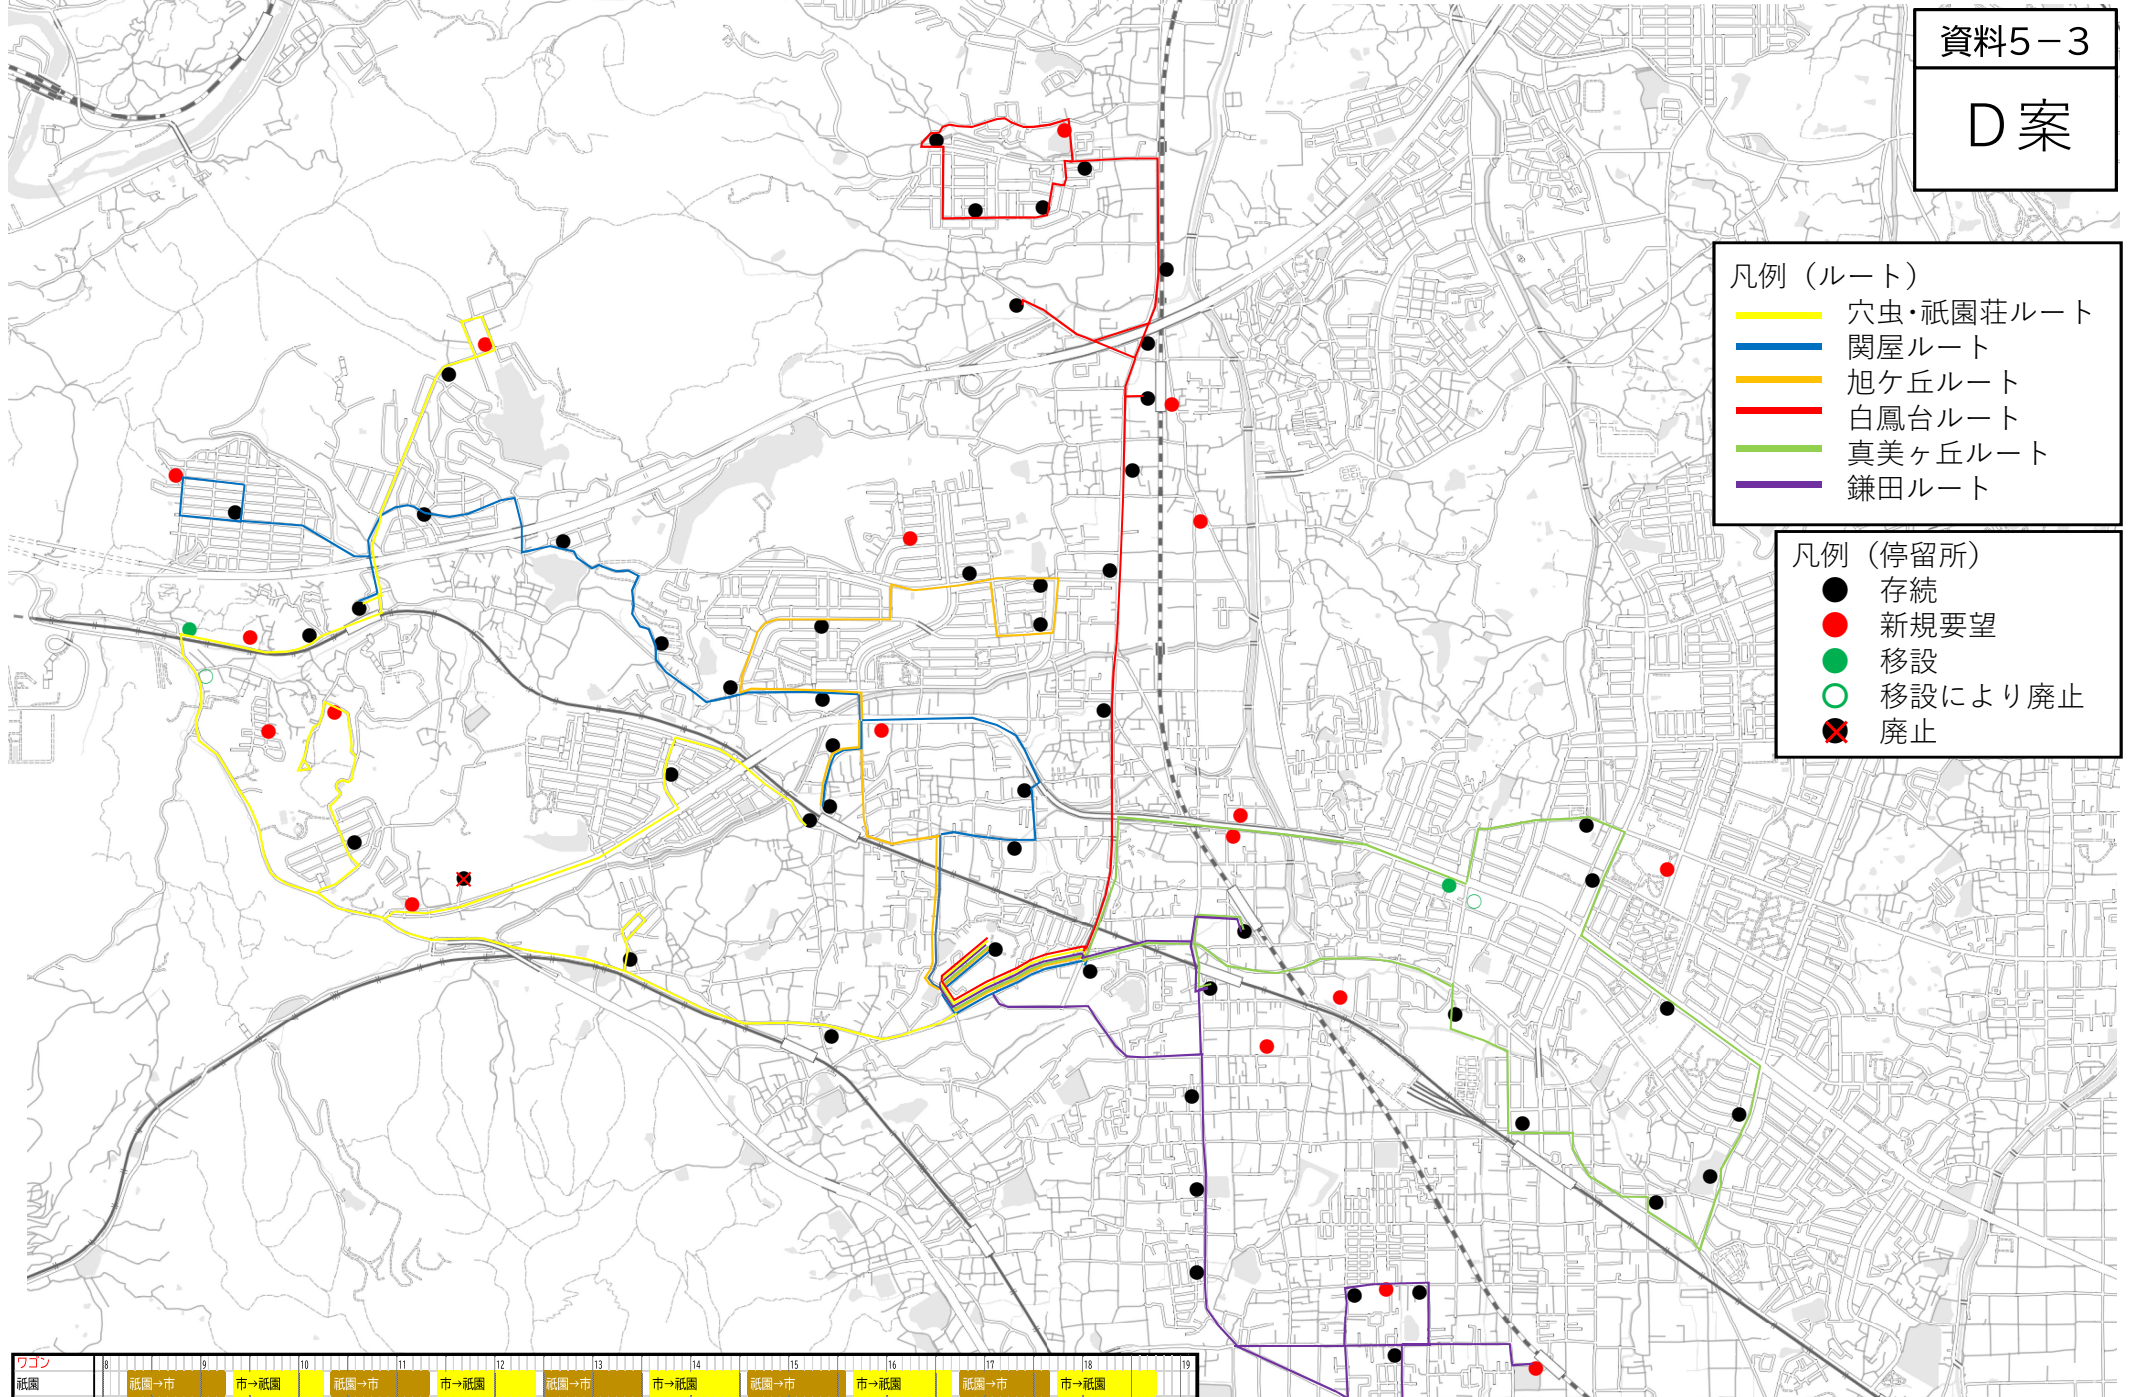 資料5−3
D案
凡例（ルート）
穴虫・祇園荘ルート
関屋ルート
旭ケ丘ルート
白鳳台ルート
真美ヶ丘ルート
鎌田ルート
凡例（停留所）
存続
新規要望
移設
移設により廃止
廃止
ワゴン 8 9 10 11 12 13 14 15 16 17 18 19
祇園 祇園→市 市→祇園 祇園→市 市→祇園 祇園→市 市→祇園 祇園→市 市→祇園 祇園→市 市→祇園